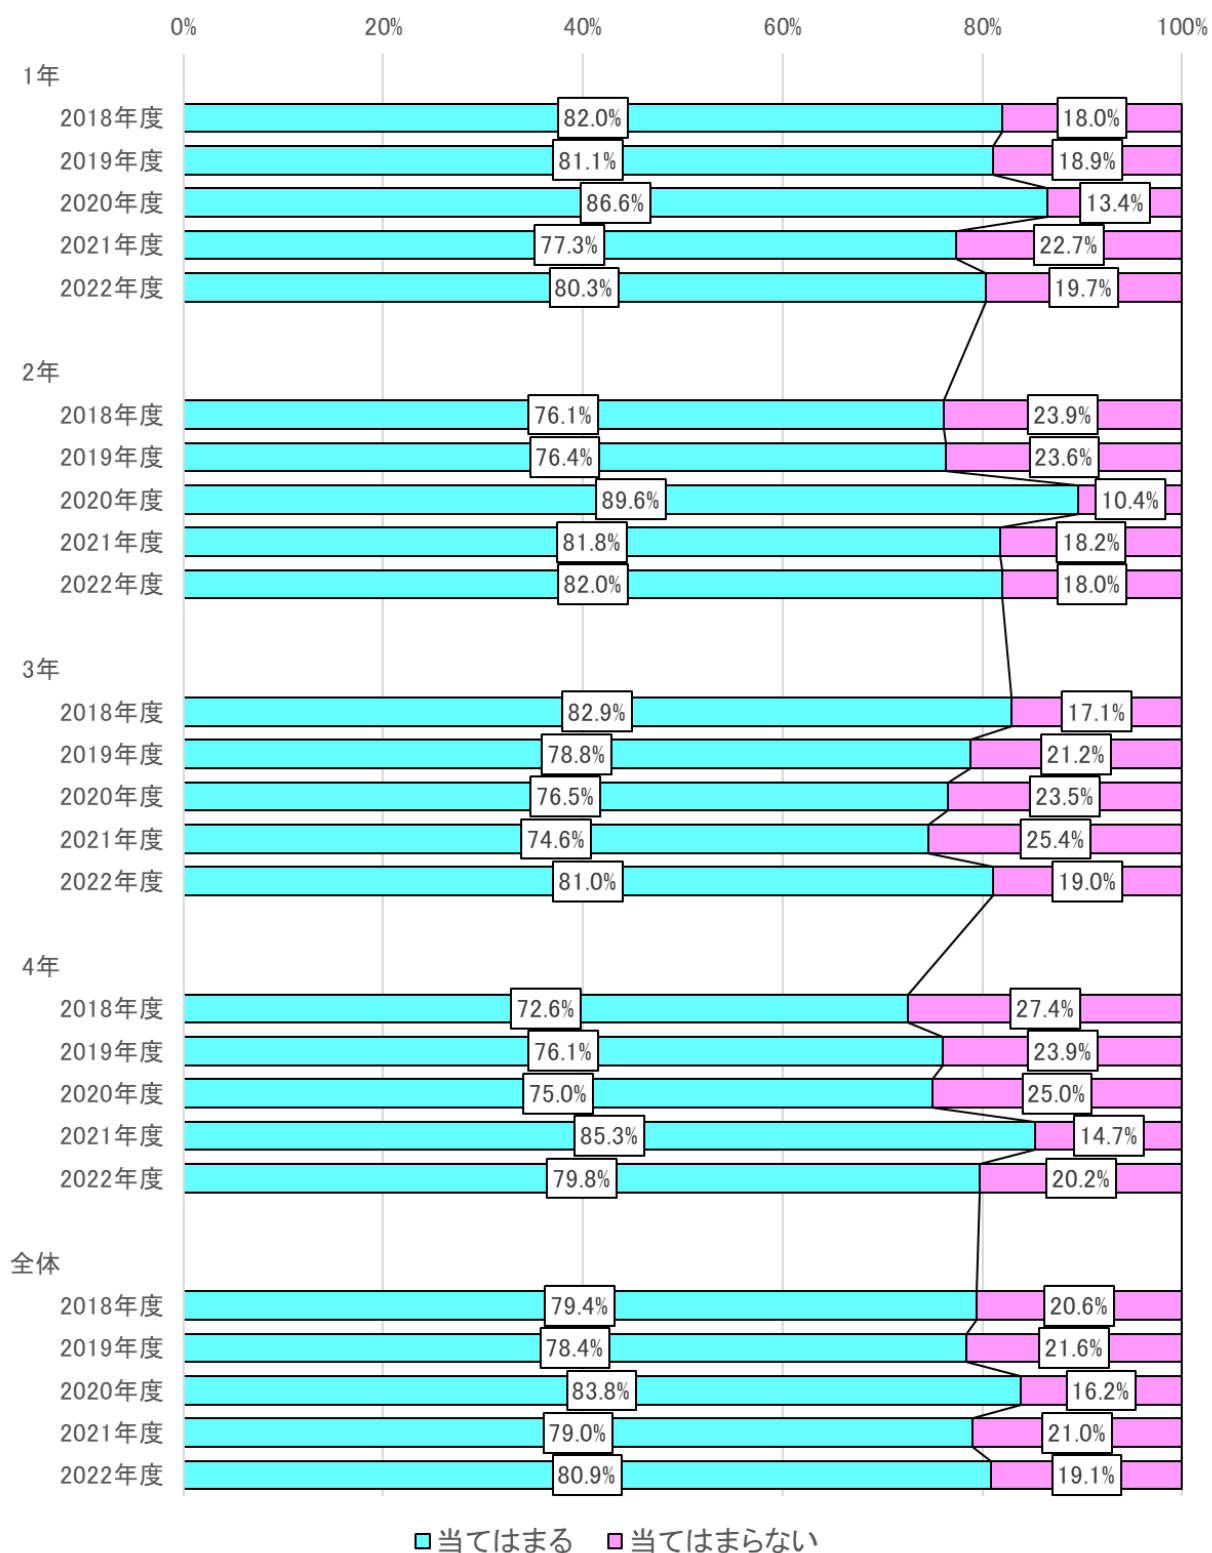 0% 20% 40% 60% 80% 100%
1年
2018年度 82.0% 18.0%
2019年度 81.1% 18.9%
2020年度 86.6% 13.4%
2021年度 77.3% 22.7%
2022年度 80.3% 19.7%
2年
2018年度 76.1% 23.9%
2019年度 76.4% 23.6%
2020年度 89.6% 10.4%
2021年度 81.8% 18.2%
2022年度 82.0% 18.0%
3年
2018年度 82.9% 17.1%
2019年度 78.8% 21.2%
2020年度 76.5% 23.5%
2021年度 74.6% 25.4%
2022年度 81.0% 19.0%
4年
2018年度 72.6% 27.4%
2019年度 76.1% 23.9%
2020年度 75.0% 25.0%
2021年度 85.3% 14.7%
2022年度 79.8% 20.2%
全体
2018年度 79.4% 20.6%
2019年度 78.4% 21.6%
2020年度 83.8% 16.2%
2021年度 79.0% 21.0%
2022年度 80.9% 19.1%
当てはまる 当てはまらない